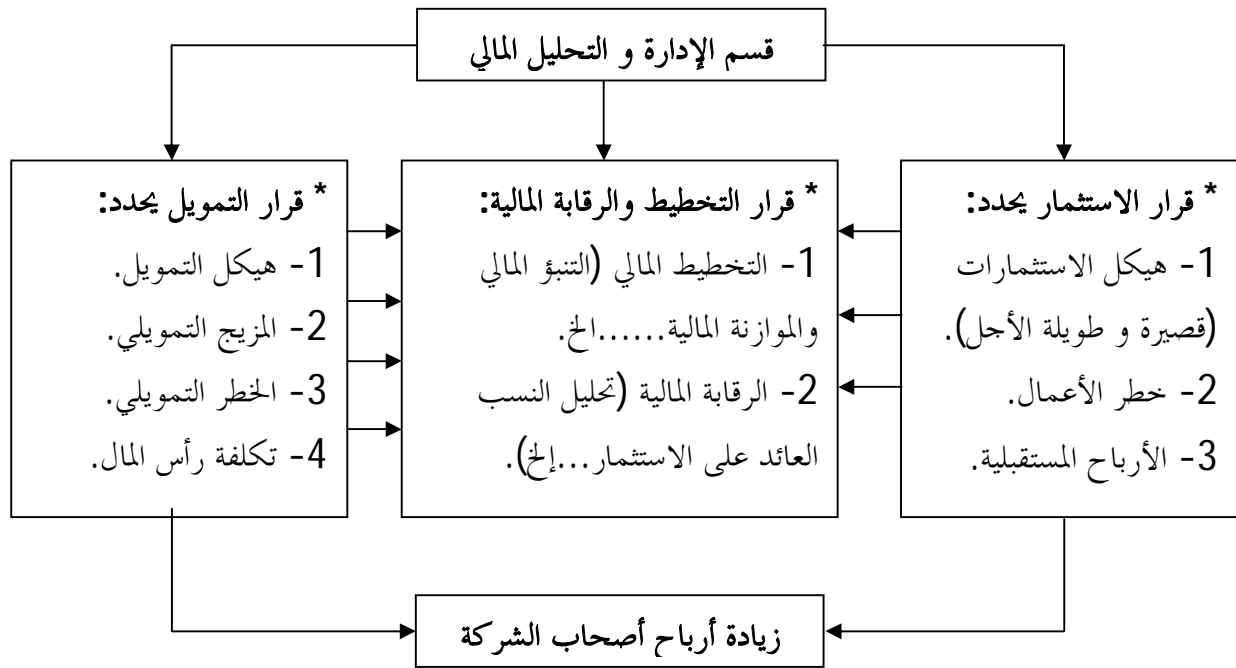 قسم الإدارة و التحليل المالي
* قرار الاستثمار يحدد:
1- هيكل الاستثمارات
(قصيرة و طويلة الأجل).
2- خطر الأعمال.
3- الأرباح المستقبلية.
* قرار التخطيط والرقابة المالية:
1- التخطيط المالي (التنبؤ المالي
والموازنة المالية......الخ.
2- الرقابة المالية (تحليل النسب
العائد على الاستثمار...إلخ).
* قرار التمويل يحدد:
1- هيكل التمويل.
2- المزيج التمويلي.
3- الخطر التمويلي.
4- تكلفة رأس المال.
زيادة أرباح أصحاب الشركة